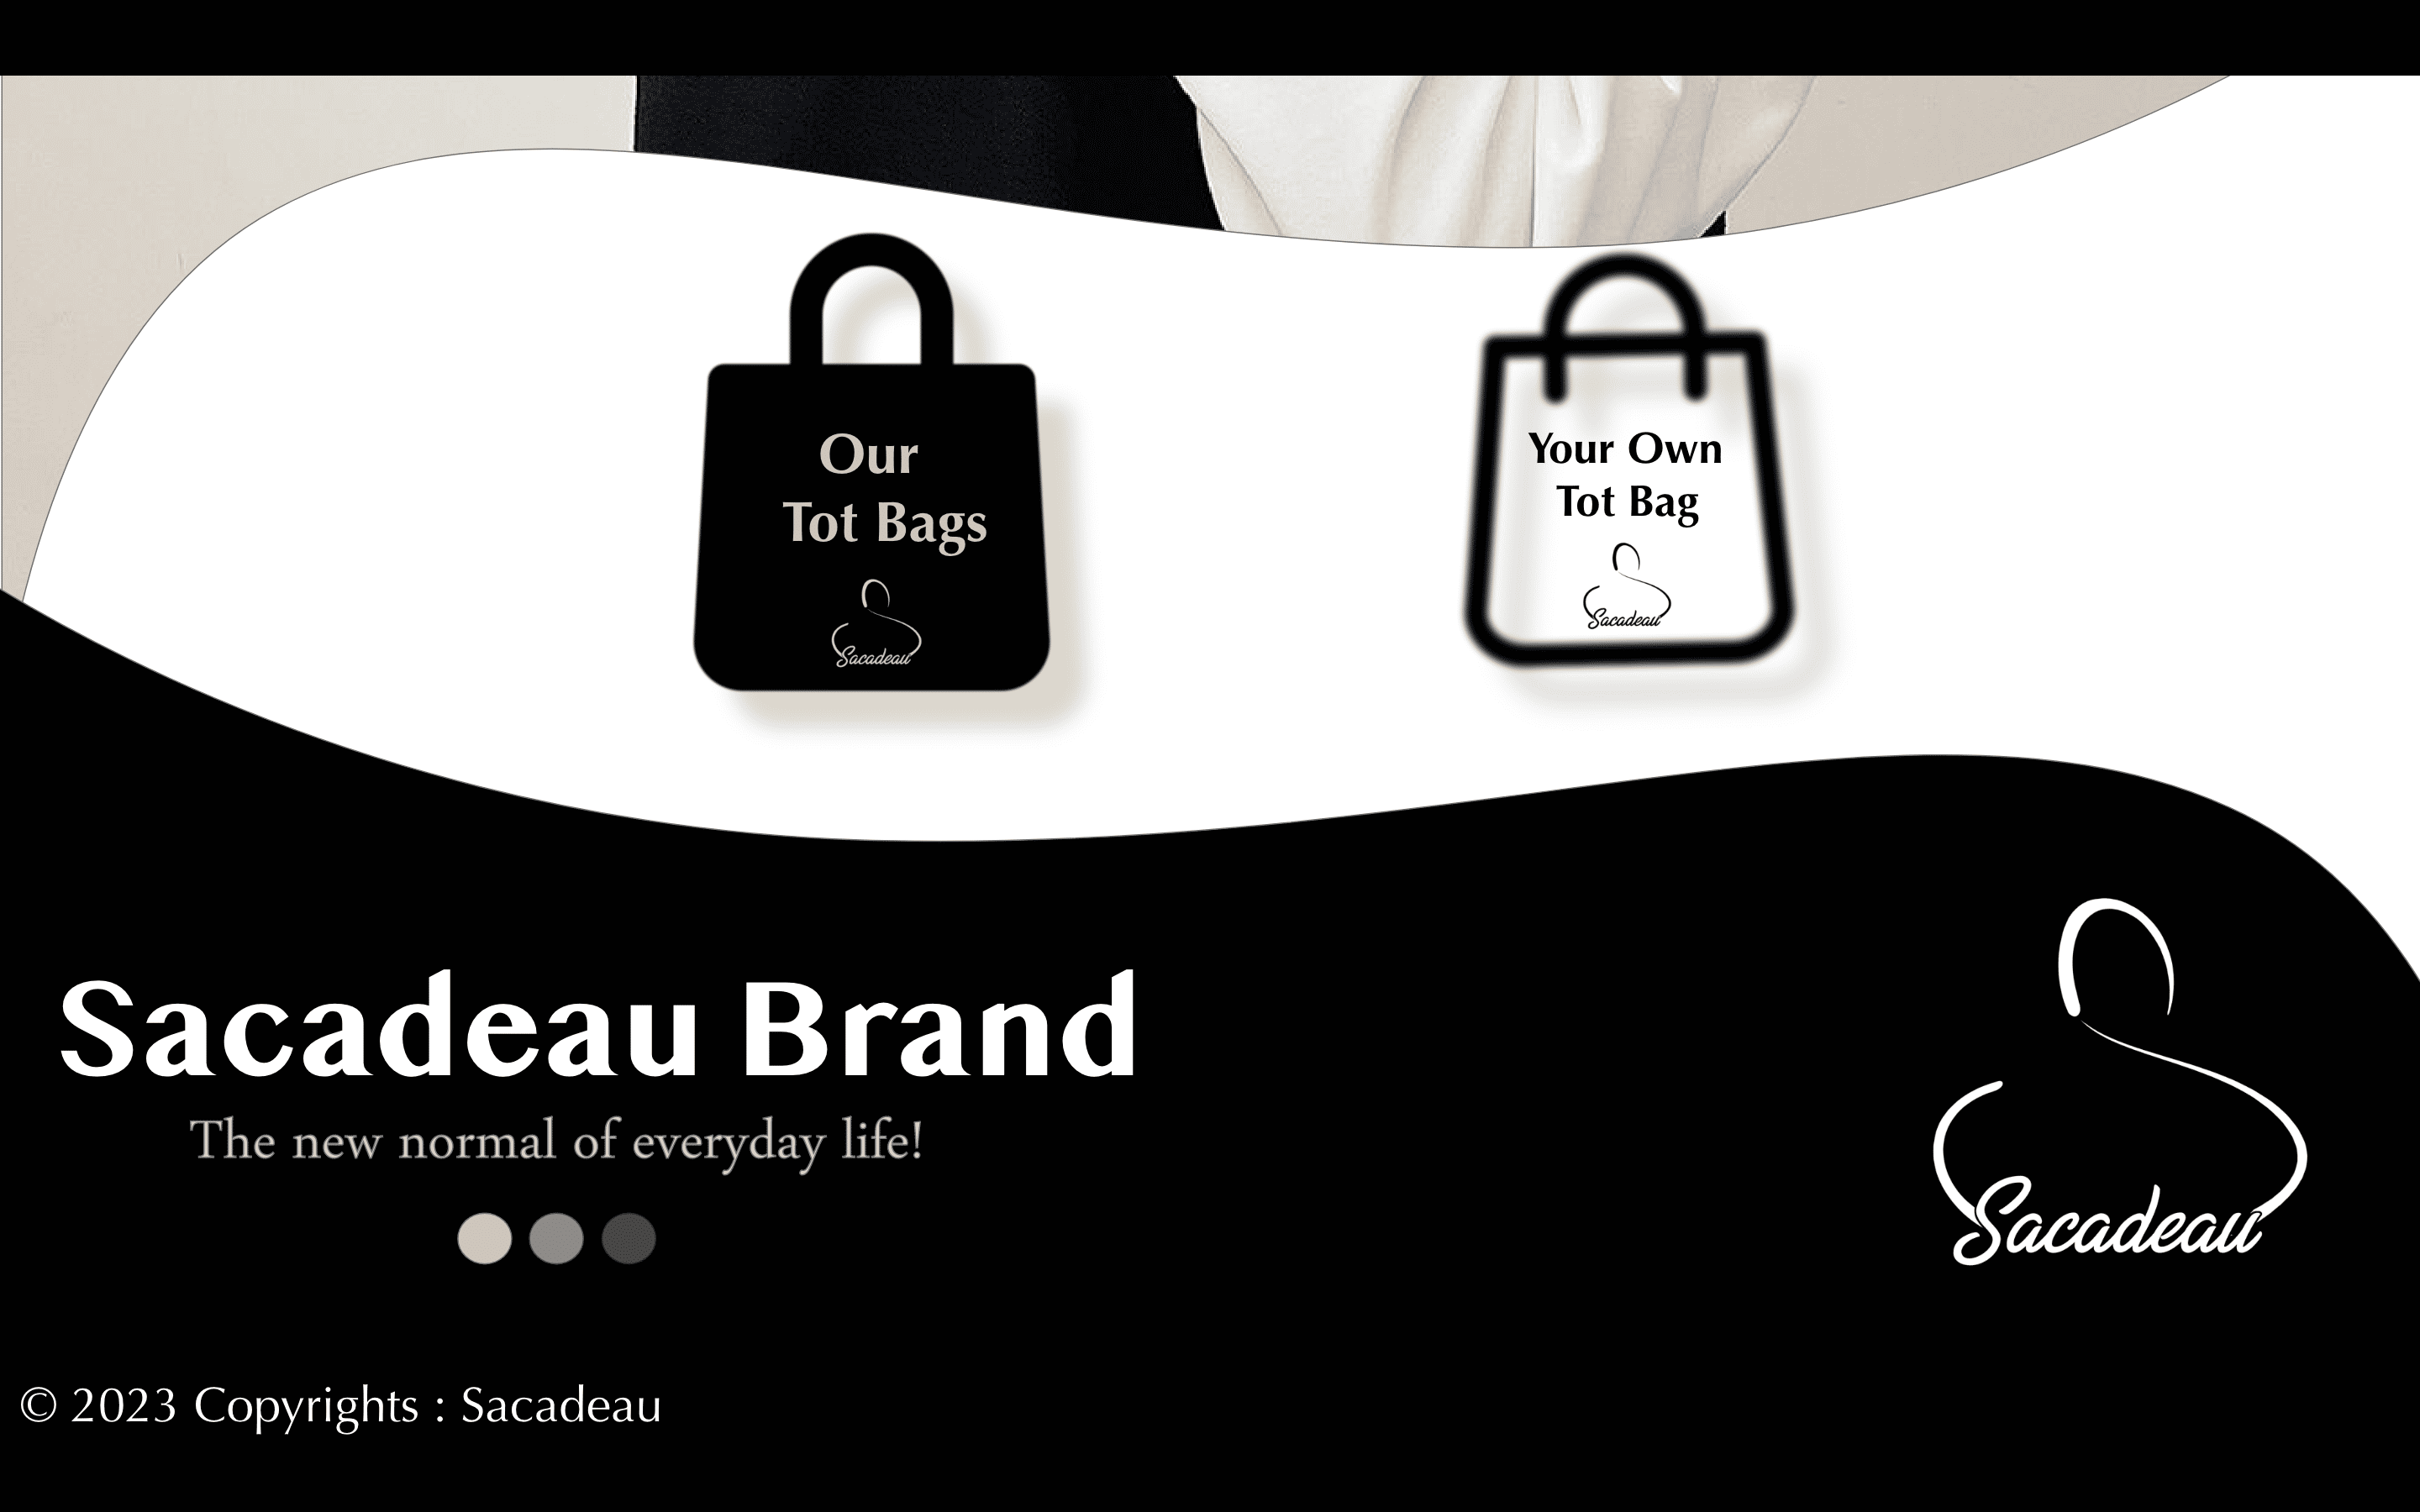 Our
Tot Bags
Sacadeau
Your Own
Tot Bag
Sacadeau
Sacadeau Brand
The new normal of everyday life!
Sacadeau
© 2023 Copyrights : Sacadeau